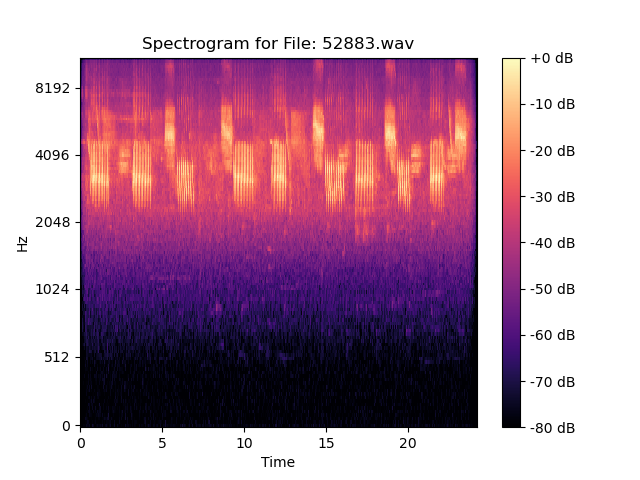 Spectrogram for File: 52883.wav
8192
4096
2048
1024
512
0
Hz
0 5 10 15 20
Time
+0 dB
-10 dB
-20 dB
-30 dB
-40 dB
-50 dB
-60 dB
-70 dB
-80 dB